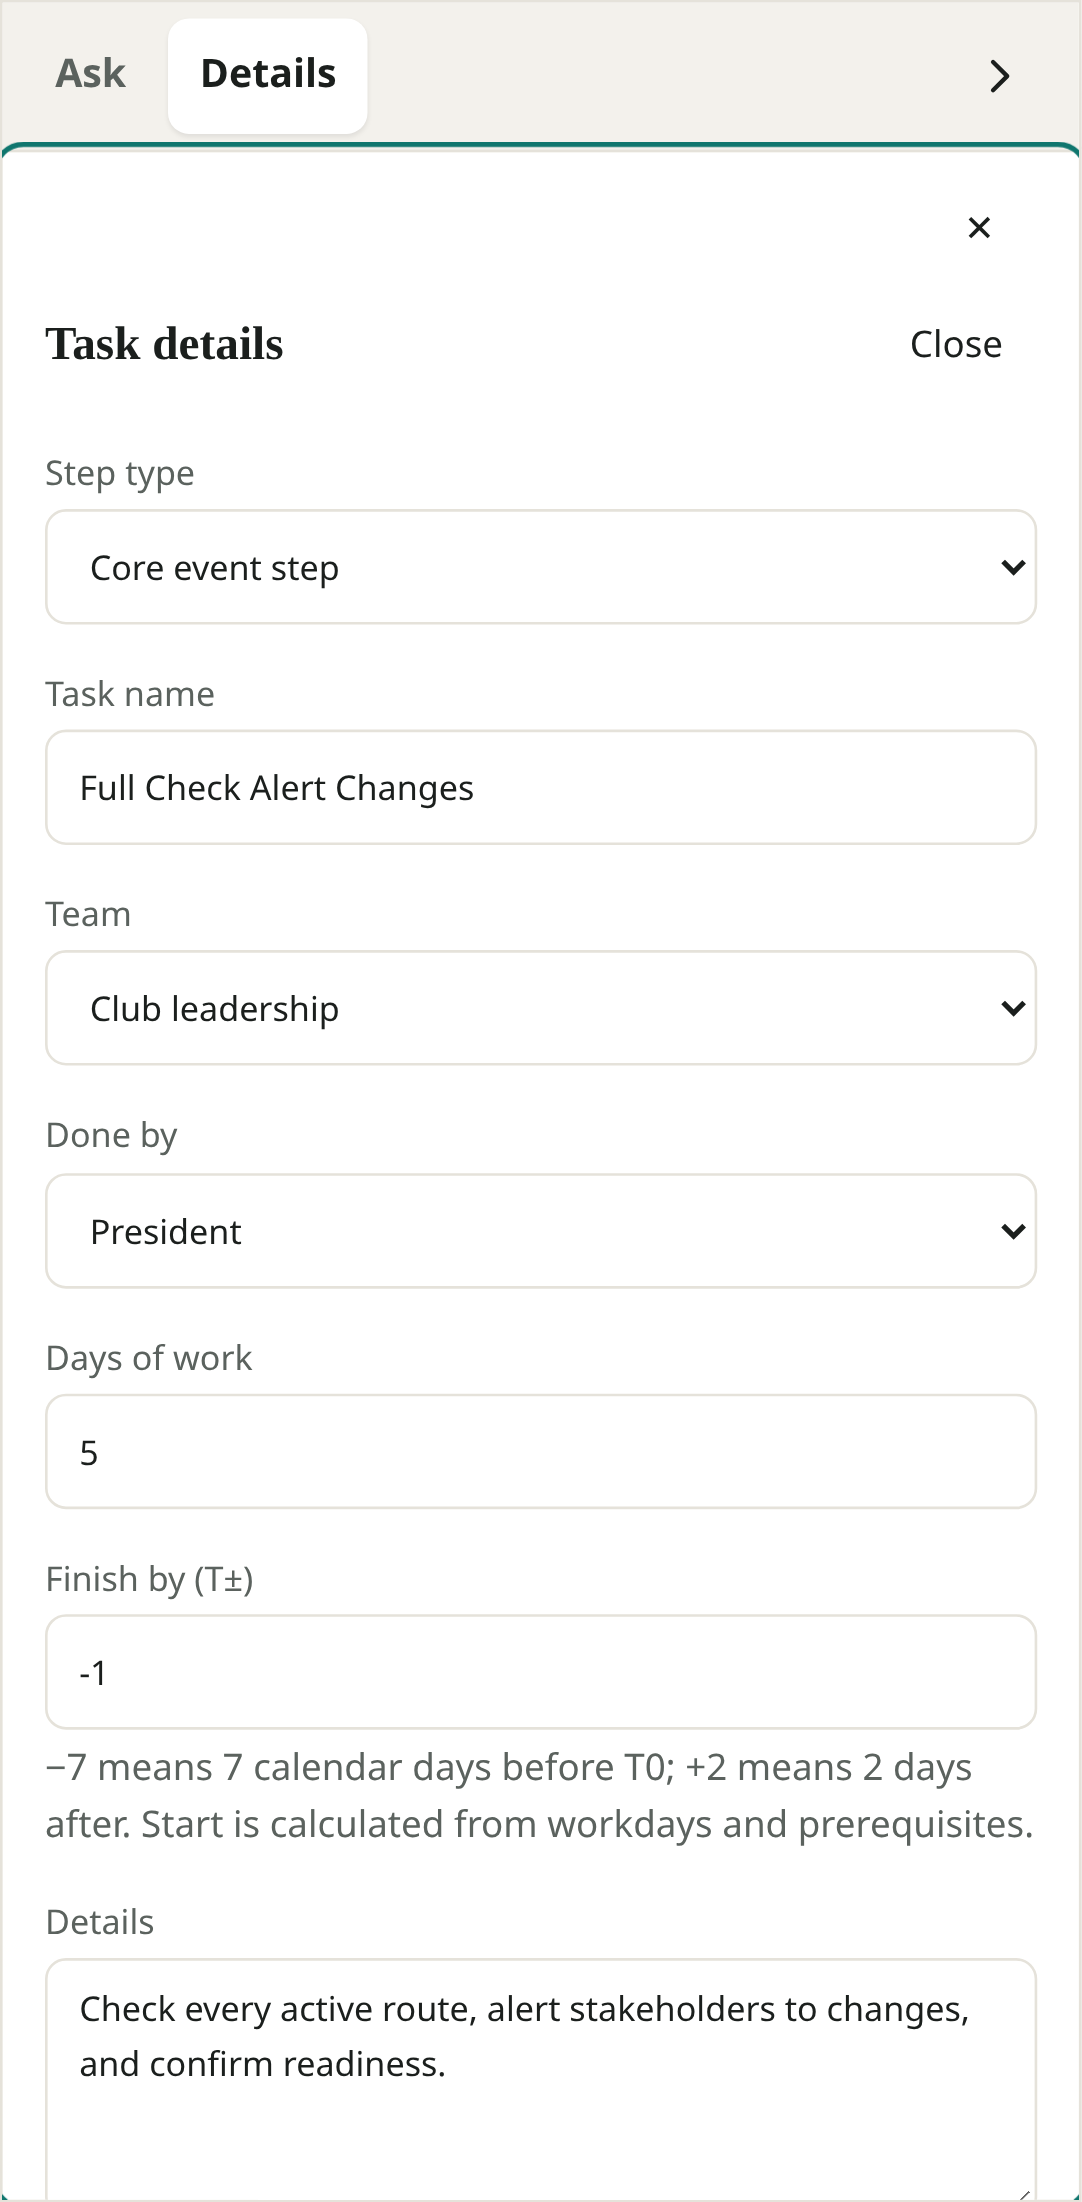 Ask Details
×
Task details Close
Step type
Core event step
Task name
Full Check Alert Changes
Team
Club leadership
Done by
President
Days of work
5
Finish by (T±)
-1
−7 means 7 calendar days before T0; +2 means 2 days
after. Start is calculated from workdays and prerequisites.
Details
Check every active route, alert stakeholders to changes,
and confirm readiness.